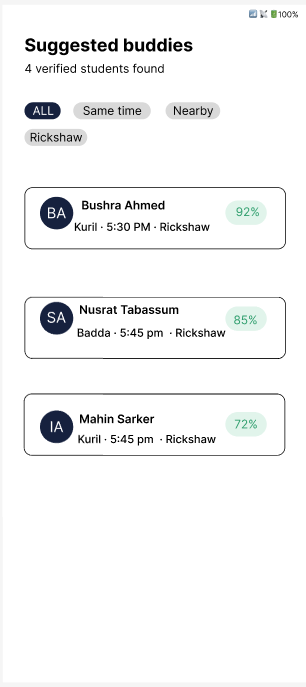 100%
Suggested buddies
4 verified students found
ALL Same time Nearby
Rickshaw
BA Bushra Ahmed 92%
Kuril · 5:30 PM · Rickshaw
SA Nusrat Tabassum 85%
Badda · 5:45 pm · Rickshaw
IA Mahin Sarker 72%
Kuril · 5:45 pm · Rickshaw